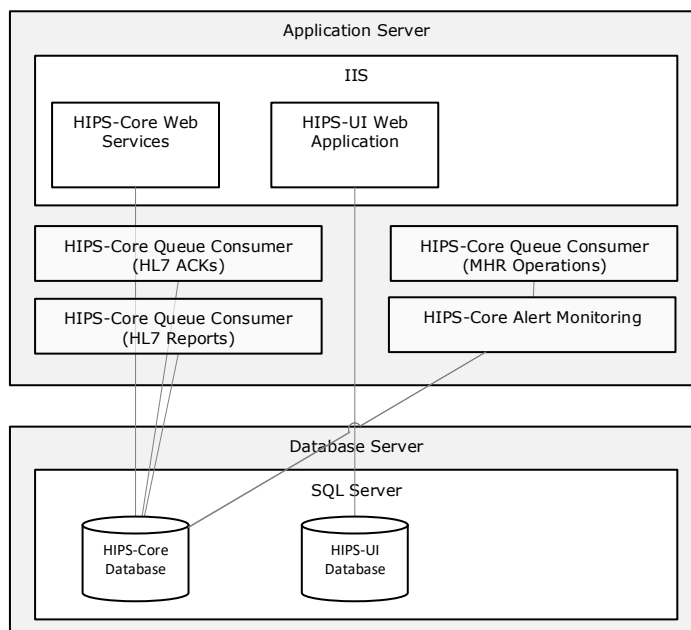 Application Server
IIS
HIPS-Core Web
Services
HIPS-UI Web
Application
HIPS-Core Queue Consumer
(HL7 ACKs)
HIPS-Core Queue Consumer
(MHR Operations)
HIPS-Core Queue Consumer
(HL7 Reports)
HIPS-Core Alert Monitoring
Database Server
SQL Server
HIPS-Core
Database
HIPS-UI
Database